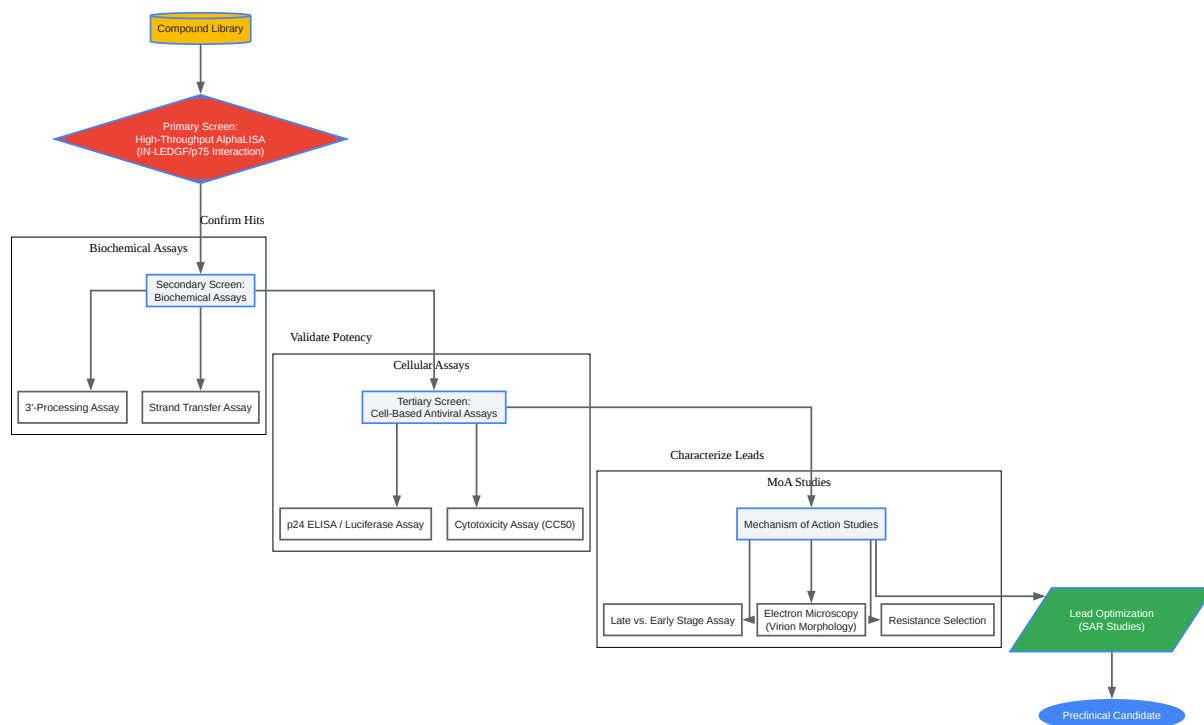 Compound Library
Primary Screen:
High-Throughput AlphaLISA
(IN-LEDGF/p75 Interaction)
Confirm Hits
Biochemical Assays
Secondary Screen:
Biochemical Assays
3'-Processing Assay
Strand Transfer Assay
Validate Potency
Cellular Assays
Tertiary Screen:
Cell-Based Antiviral Assays
p24 ELISA / Luciferase Assay
Cytotoxicity Assay (CC50)
Characterize Leads
MoA Studies
Mechanism of Action Studies
Late vs. Early Stage Assay
Electron Microscopy
(Virion Morphology)
Resistance Selection
Lead Optimization
(SAR Studies)
Preclinical Candidate